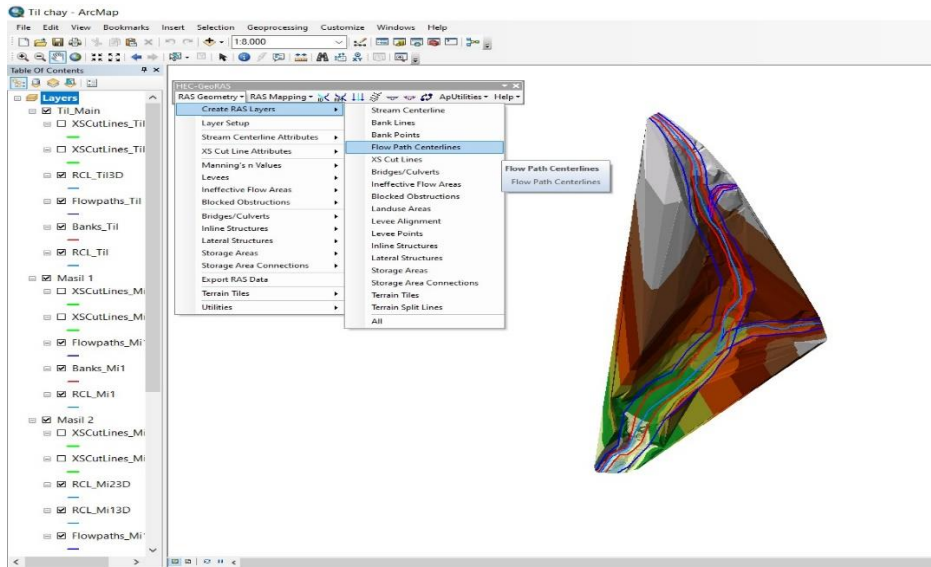 Til chay - ArcMap
File Edit View Bookmarks Insert Selection Geoprocessing Customize Windows Help
1:8.000
Table Of Contents
HEC-GeoRAS
RAS Geometry RAS Mapping ApUtilities Help
Layers
Til_Main
XSCutLines_Til
XSCutLines_Til
RCL_Til3D
Flowpaths_Til
Banks_Til
RCL_Til
Masil 1
XSCutLines_Mi
XSCutLines_Mi
Flowpaths_Mi1
Banks_Mi1
RCL_Mi1
Masil 2
XSCutLines_Mi
XSCutLines_Mi
RCL_Mi23D
RCL_Mi13D
Flowpaths_Mi
Create RAS Layers
Layer Setup
Stream Centerline Attributes
XS Cut Line Attributes
Manning's n Values
Levees
Ineffective Flow Areas
Blocked Obstructions
Bridges/Culverts
Inline Structures
Lateral Structures
Storage Areas
Storage Area Connections
Export RAS Data
Terrain Tiles
Utilities
Stream Centerline
Bank Lines
Bank Points
Flow Path Centerlines
XS Cut Lines
Bridges/Culverts
Ineffective Flow Areas
Blocked Obstructions
Landuse Areas
Levee Alignment
Levee Points
Inline Structures
Lateral Structures
Storage Areas
Storage Area Connections
Terrain Tiles
Terrain Split Lines
All
Flow Path Centerlines
Flow Path Centerlines